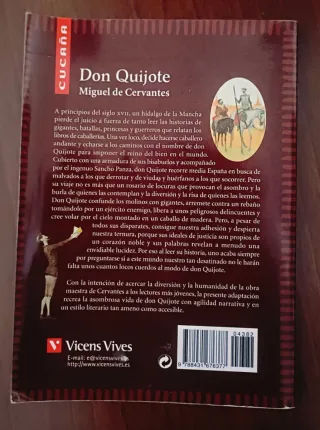 CUCAÑA
Don Quijote
Miguel de Cervantes
A principios del siglo XVII, un hidalgo de la Mancha
pierde el juicio a fuerza de tanto leer las historias de
gigantes, batallas, princesas y guerreros que relatan los
libros de caballerías. Una vez loco, decide hacerse caballero
andante y echarse a los caminos con el nombre de don
Quijote para imponer el reino del bien en el mundo.
Cubierto con una armadura de sus bisabuelos y acompañado
por el ingenuo Sancho Panza, don Quijote recorre media España en busca de
malvados a los que derrotar y de viudas y huérfanos a los que socorrer. Pero
su viaje no es más que un rosario de locuras que provocan el asombro y la
burla de quienes las contemplan y la diversión y la risa de quienes las leemos.
Don Quijote confunde los molinos con gigantes, arremete contra un rebaño
tomándolo por un ejército enemigo, libera a unos peligrosos delincuentes y
cree volar por el cielo montado en un caballo de madera. Pero, a pesar de
todos sus disparates, consigue nuestra adhesión y despierta
nuestra ternura, porque sus ideales de justicia son propios de
un corazón noble y sus palabras revelan a menudo una
envidiable lucidez. Por eso al leer su historia, uno acaba siempre
por preguntarse si a este mundo nuestro tan desatinado no le harán
falta unos cuantos locos cuerdos al modo de don Quijote.
Con la intención de acercar la diversión y la humanidad de la obra
maestra de Cervantes a los lectores más jóvenes, la presente adaptación
recrea la asombrosa vida de don Quijote con agilidad narrativa y en
un estilo literario tan ameno como accesible.
Vicens Vives
E-mail: e@vicensvives.es
http://www.vicensvives.es
04382
9 788431 676377